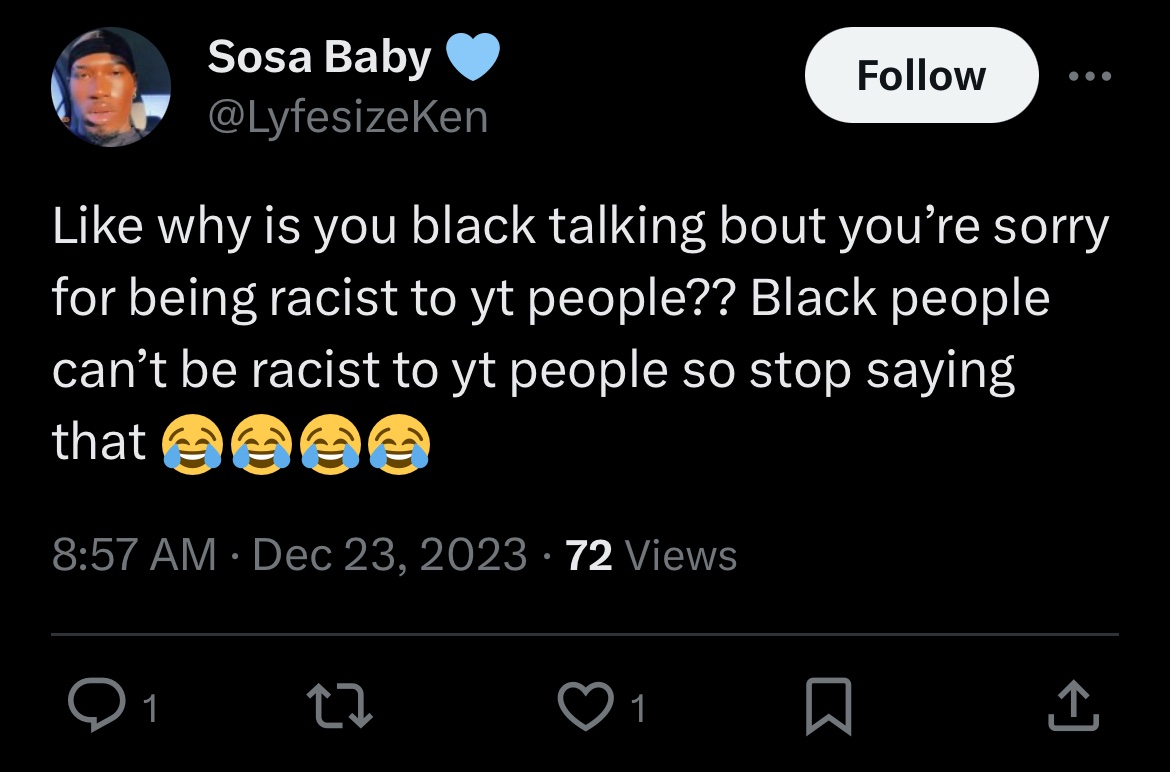 Sosa Baby 🩵
@LyfesizeKen
Follow
Like why is you black talking bout you’re sorry
for being racist to yt people?? Black people
can’t be racist to yt people so stop saying
that 😂😂😂😂
8:57 AM · Dec 23, 2023 · 72 Views
1
1